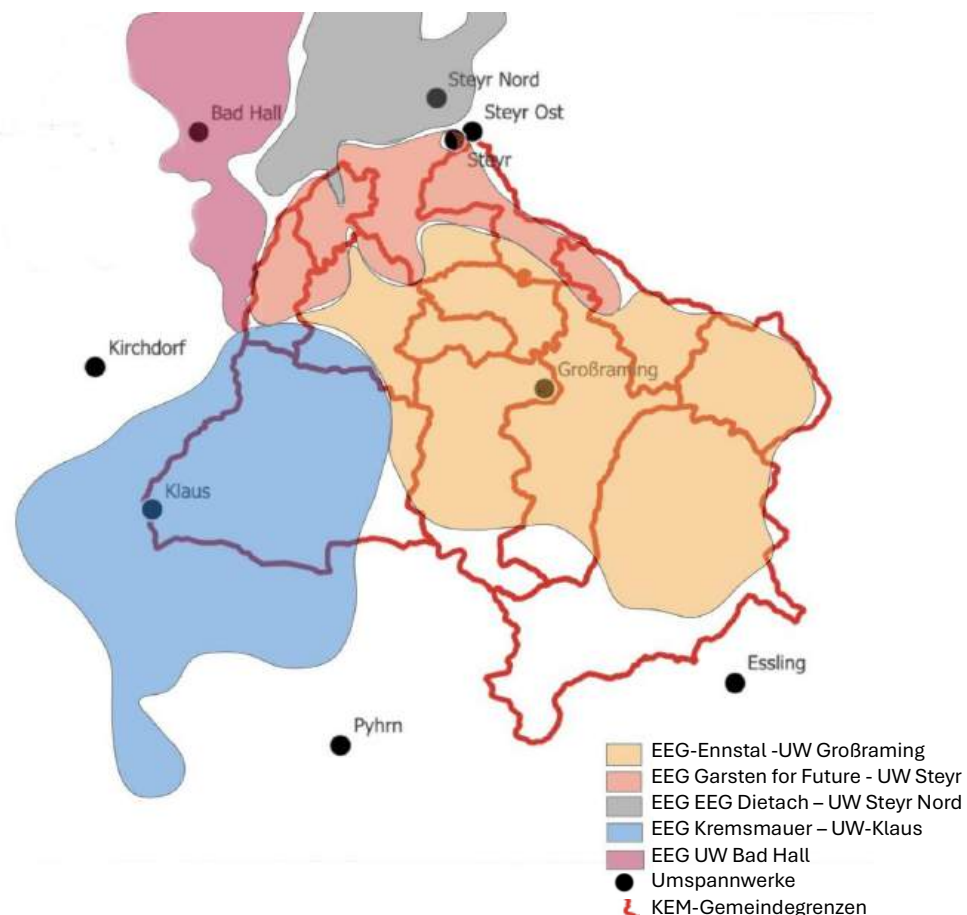 Steyr Nord
Bad Hall
Steyr Ost
Steyr
Kirchdorf
Großraming
Klaus
Essling
Pyhrn
EEG-Ennstal -UW Großraming
EEG Garsten for Future - UW Steyr
EEG EEG Dietach – UW Steyr Nord
EEG Kremsmauer – UW-Klaus
EEG UW Bad Hall
Umspannwerke
KEM-Gemeindegrenzen